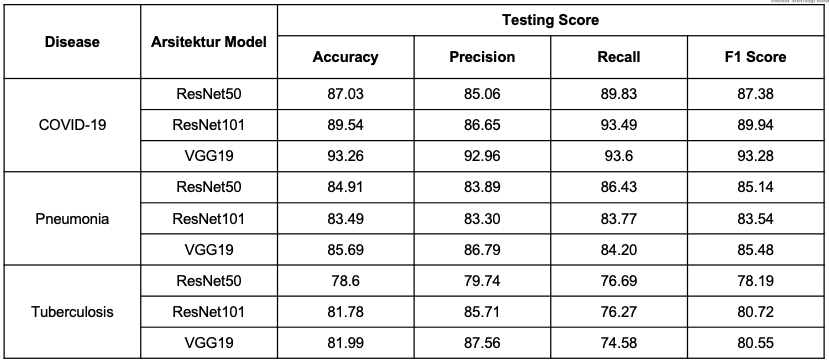 Disease Arsitektur Model Testing Score
Accuracy Precision Recall F1 Score
COVID-19 ResNet50 87.03 85.06 89.83 87.38
ResNet101 89.54 86.65 93.49 89.94
VGG19 93.26 92.96 93.6 93.28
Pneumonia ResNet50 84.91 83.89 86.43 85.14
ResNet101 83.49 83.30 83.77 83.54
VGG19 85.69 86.79 84.20 85.48
Tuberculosis ResNet50 78.6 79.74 76.69 78.19
ResNet101 81.78 85.71 76.27 80.72
VGG19 81.99 87.56 74.58 80.55